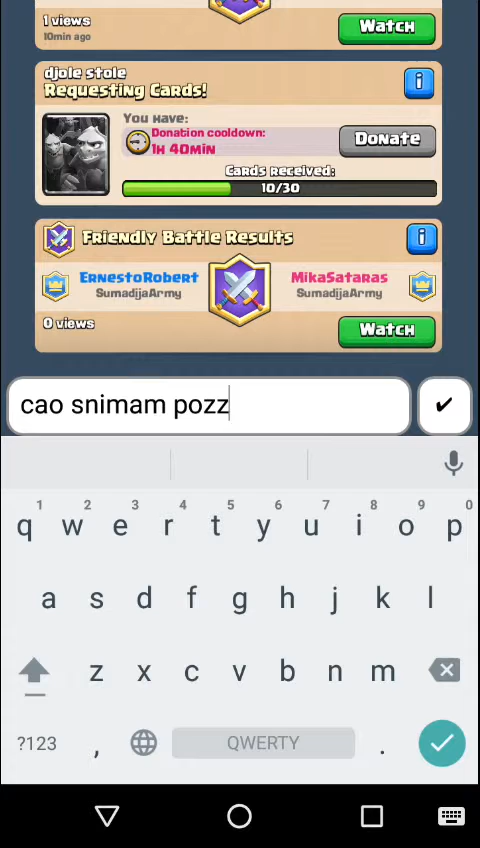 1 views
Watch
10min ago
djole stole
Requesting Cards!
i
You have:
Donation cooldown:
1h 40min
Donate
Cards received:
10/30
Friendly Battle Results
i
ErnestoRobert
MikaSataras
SumadijaArmy
SumadijaArmy
0 views
Watch
cao snimam pozz
1 2 3 4 5 6 7 8 9 0
q w e r t y u i o p
a s d f g h j k l
z x c v b n m
?123 , QWERTY .